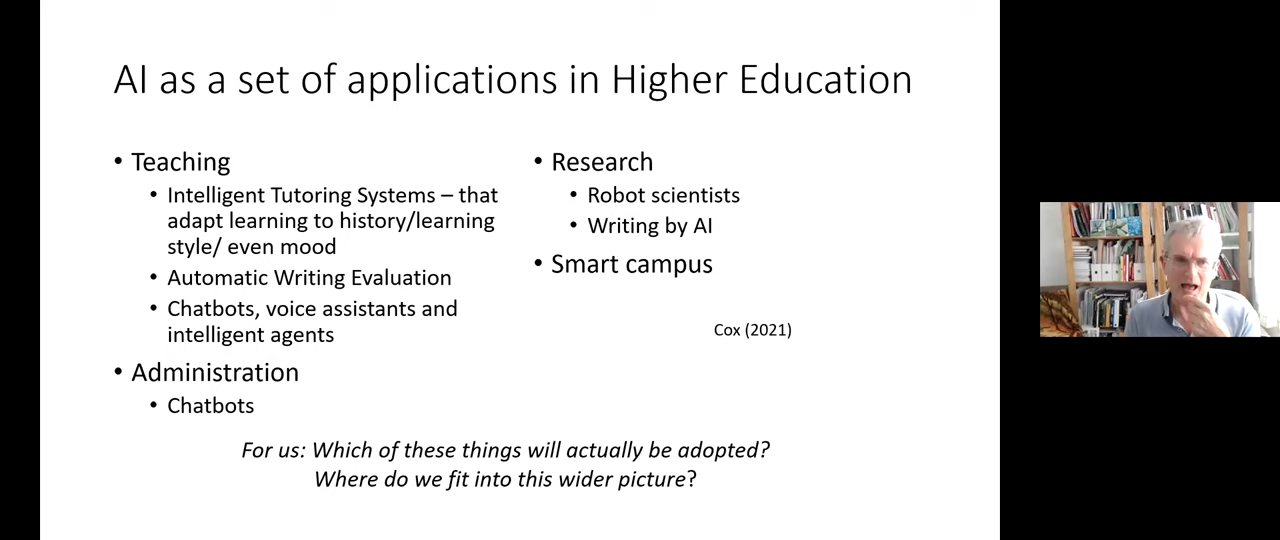 AI as a set of applications in Higher Education
• Teaching
• Intelligent Tutoring Systems – that
adapt learning to history/learning
style/ even mood
• Automatic Writing Evaluation
• Chatbots, voice assistants and
intelligent agents
• Administration
• Chatbots
• Research
• Robot scientists
• Writing by AI
• Smart campus
Cox (2021)
For us: Which of these things will actually be adopted?
Where do we fit into this wider picture?